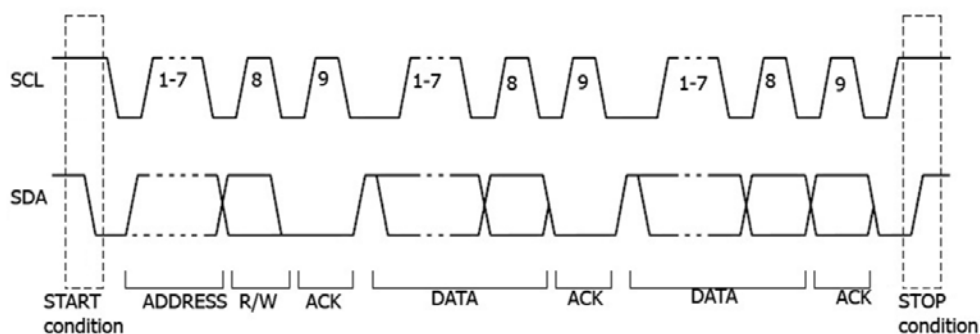 SCL 1-7 8 9 1-7 8 9 1-7 8 9
SDA
START ADDRESS R/W ACK DATA ACK DATA ACK STOP
condition condition